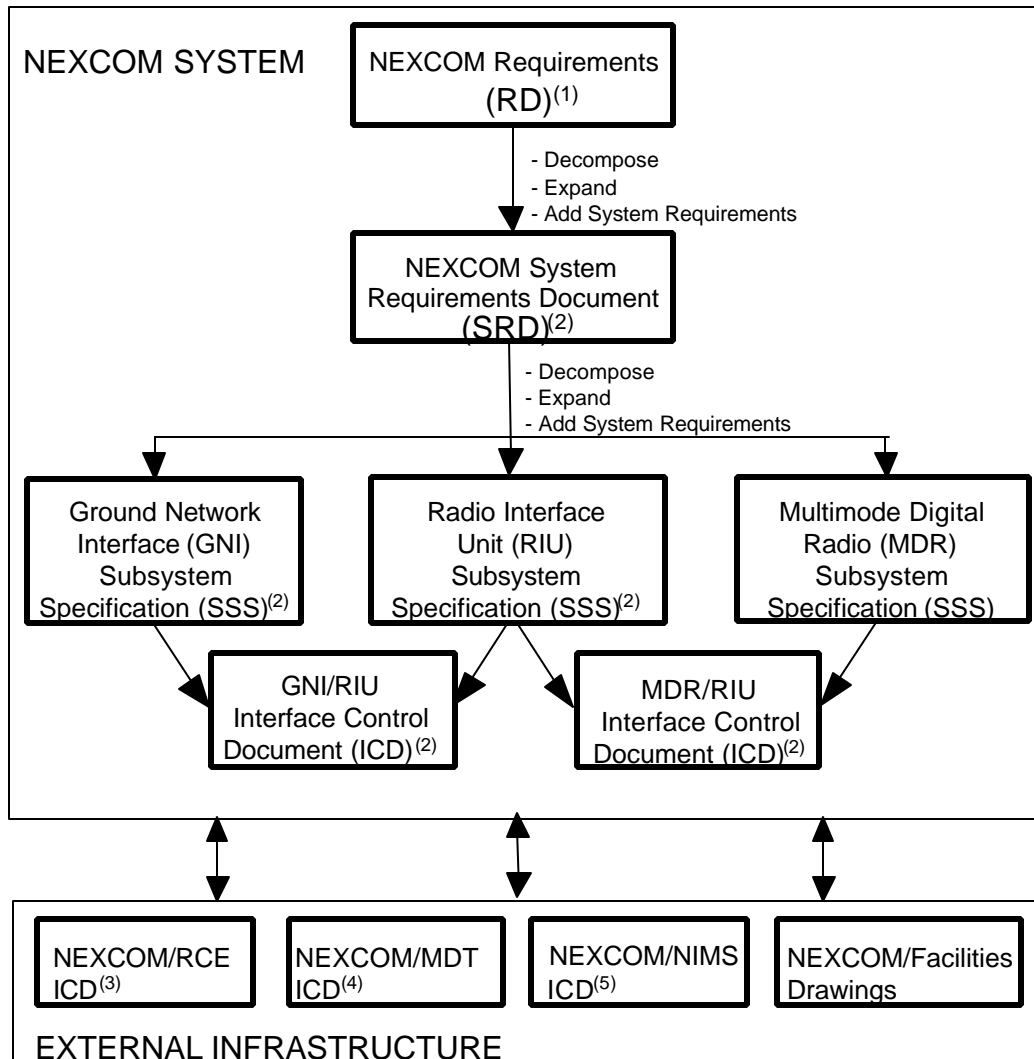 NEXCOM SYSTEM
NEXCOM Requirements
(RD)(1)
- Decompose
- Expand
- Add System Requirements
NEXCOM System
Requirements Document
(SRD)(2)
- Decompose
- Expand
- Add System Requirements
Ground Network
Interface (GNI)
Subsystem
Specification (SSS)(2)
Radio Interface
Unit (RIU)
Subsystem
Specification (SSS)(2)
Multimode Digital
Radio (MDR)
Subsystem
Specification (SSS)
GNI/RIU
Interface Control
Document (ICD)(2)
MDR/RIU
Interface Control
Document (ICD)(2)
NEXCOM/RCE
ICD(3)
NEXCOM/MDT
ICD(4)
NEXCOM/NIMS
ICD(5)
NEXCOM/Facilities
Drawings
EXTERNAL INFRASTRUCTURE